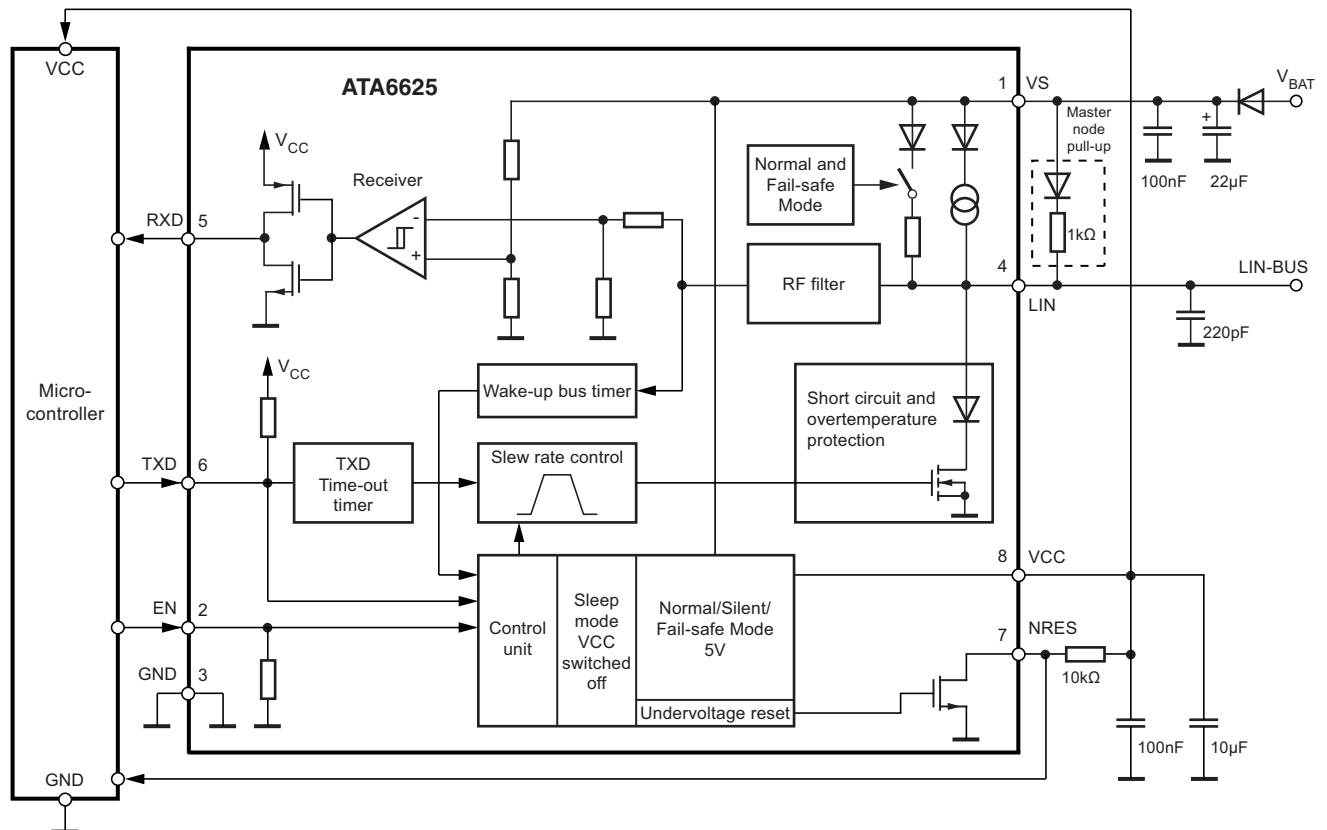 VCC
ATA6625
1
VS
V_BAT
Master
node
pull-up
V_CC
Receiver
Normal and
Fail-safe
Mode
100nF
+
22µF
RXD
5
-
+
1kΩ
RF filter
4
LIN
LIN-BUS
220pF
V_CC
Micro-
controller
Wake-up bus timer
Short circuit and
overtemperature
protection
TXD
6
TXD
Time-out
timer
Slew rate control
8
VCC
EN
2
Control
unit
Sleep
mode
VCC
switched
off
Normal/Silent/
Fail-safe Mode
5V
7
NRES
10kΩ
GND
3
Undervoltage reset
100nF
10µF
GND